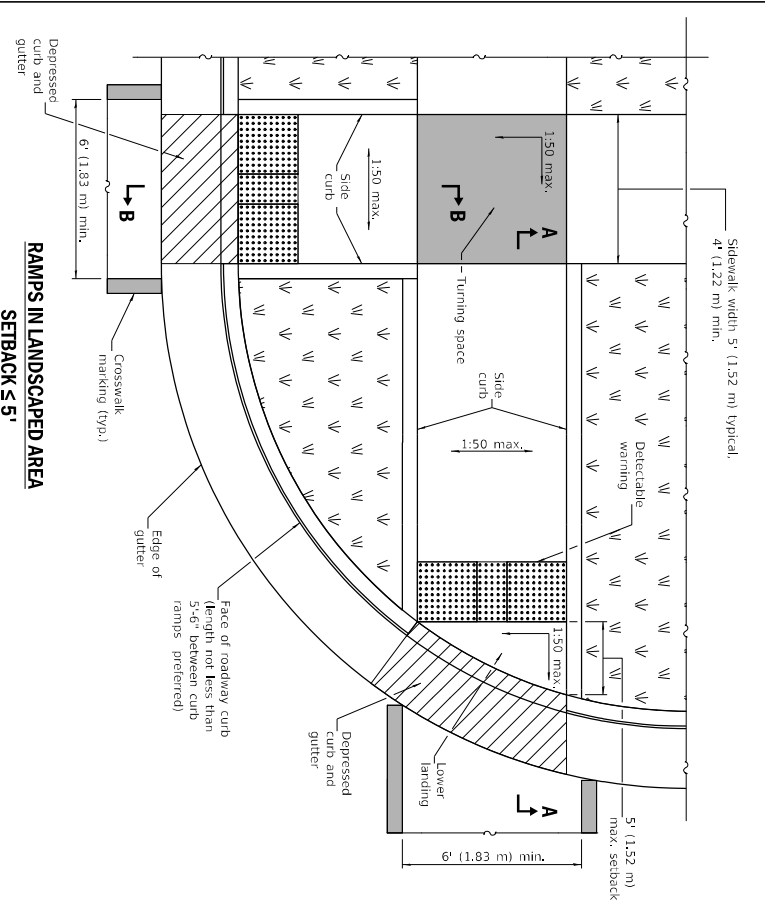 Sidewalk width 5' (1.52 m) typical.
4' (1.22 m) min.
1:50 max.
A
B
Turning space
1:50 max.
Side
curb
Side
curb
1:50 max.
Detectable
warning
1:50 max.
5' (1.52 m)
max. setback
A
6' (1.83 m) min.
Lower
landing
Depressed
curb and
gutter
Face of roadway curb
(length not less than
5'-6" between curb
ramps preferred)
Edge of
gutter
Crosswalk
marking (typ.)
B
6' (1.83 m) min.
Depressed
curb and
gutter
RAMPS IN LANDSCAPED AREA
SETBACK ≤ 5'